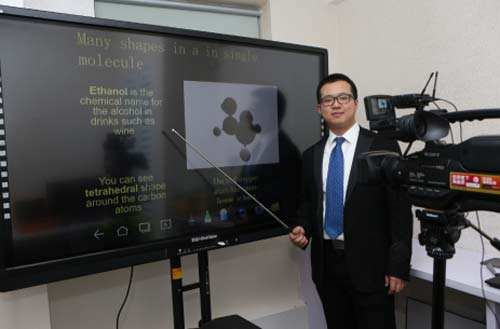 Many shapes in a in single
molecule
Ethanol is the
chemical name for
the alcohol in
drinks such as
wine
You can see
tetrahedral shape
around the carbon
atoms
SONY